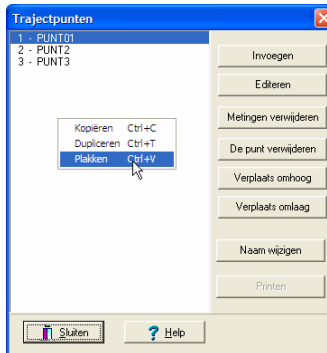 Trajectpunten
1 - PUNT01
2 - PUNT2
3 - PUNT3
Kopiëren Ctrl+C
Dupliceren Ctrl+T
Plakken Ctrl+V
Invoegen
Editeren
Metingen verwijderen
De punt verwijderen
Verplaats omhoog
Verplaats omlaag
Naam wijzigen
Printen
Sluiten
Help